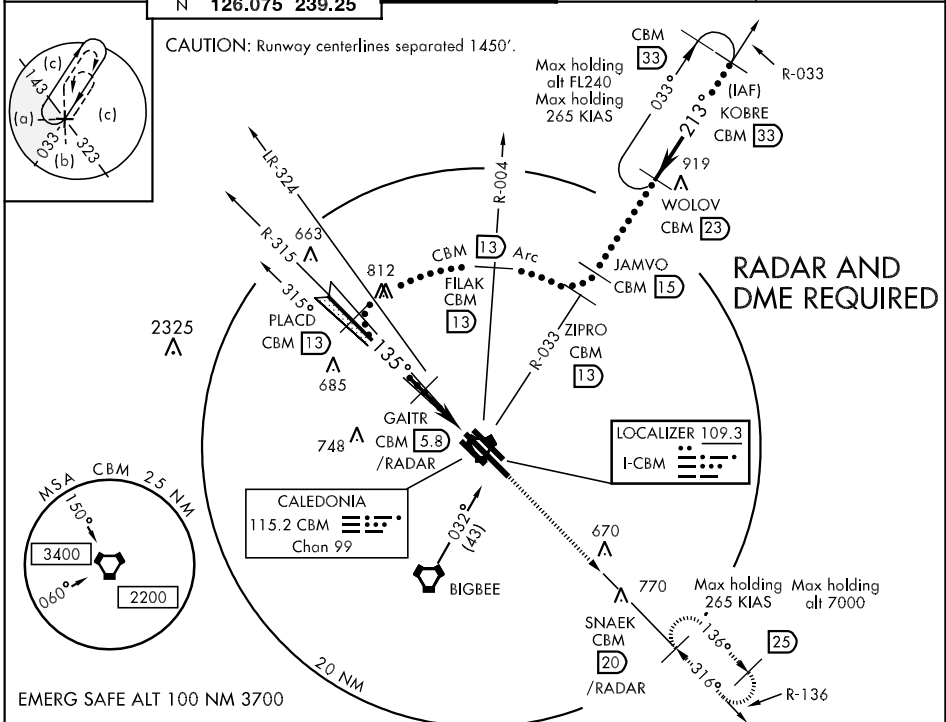 N 126.075 239.25
CAUTION: Runway centerlines separated 1450'.
(c)
143
(a)
(c)
033
(b)
323
CBM
33
R-033
Max holding
alt FL240
Max holding
265 KIAS
033°
213°
(IAF)
KOBRE
CBM 33
919
WOLOV
CBM 23
LR-324
R-004
R-315
663
315°
812
CBM 13 Arc
FILAK
CBM
13
JAMVO
CBM 15
RADAR AND
DME REQUIRED
PLACD
CBM 13
135°
ZIPRO
CBM
13
R-033
2325
685
GAITR
CBM 5.8
/RADAR
748
LOCALIZER 109.3
I-CBM
CALEDONIA
115.2 CBM
Chan 99
032°
(43)
BIGBEE
MSA CBM 25 NM
150°
3400
060°
2200
670
770
Max holding
265 KIAS
Max holding
alt 7000
SNAEK
CBM
20
/RADAR
136°
25
316°
R-136
20 NM
EMERG SAFE ALT 100 NM 3700